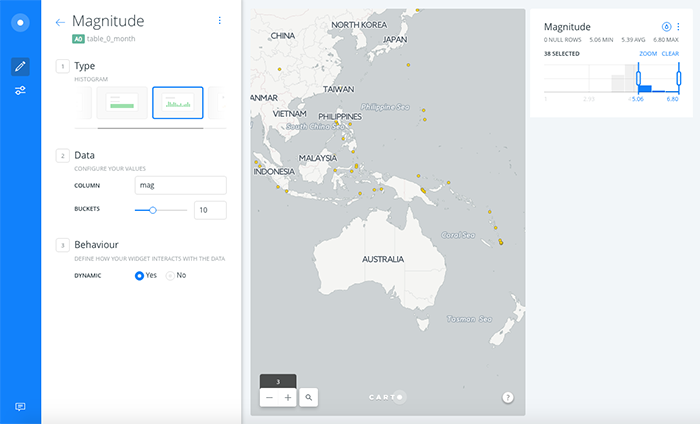 Magnitude
A0 table_0_month
1 Type
HISTOGRAM
2 Data
CONFIGURE YOUR VALUES
COLUMN mag
BUCKETS 10
3 Behaviour
DEFINE HOW YOUR WIDGET INTERACTS WITH THE DATA
DYNAMIC Yes No
NORTH KOREA
CHINA
JAPAN
TAIWAN
ANMAR
Philippine Sea
VIETNAM
PHILIPPINES
South China Sea
MALAYSIA
INDONESIA
Coral Sea
AUSTRALIA
Tasman Sea
3
− +
CARTO
?
Magnitude
0 NULL ROWS 5.06 MIN 5.39 AVG 6.80 MAX
38 SELECTED ZOOM CLEAR
1 5.06 6.80